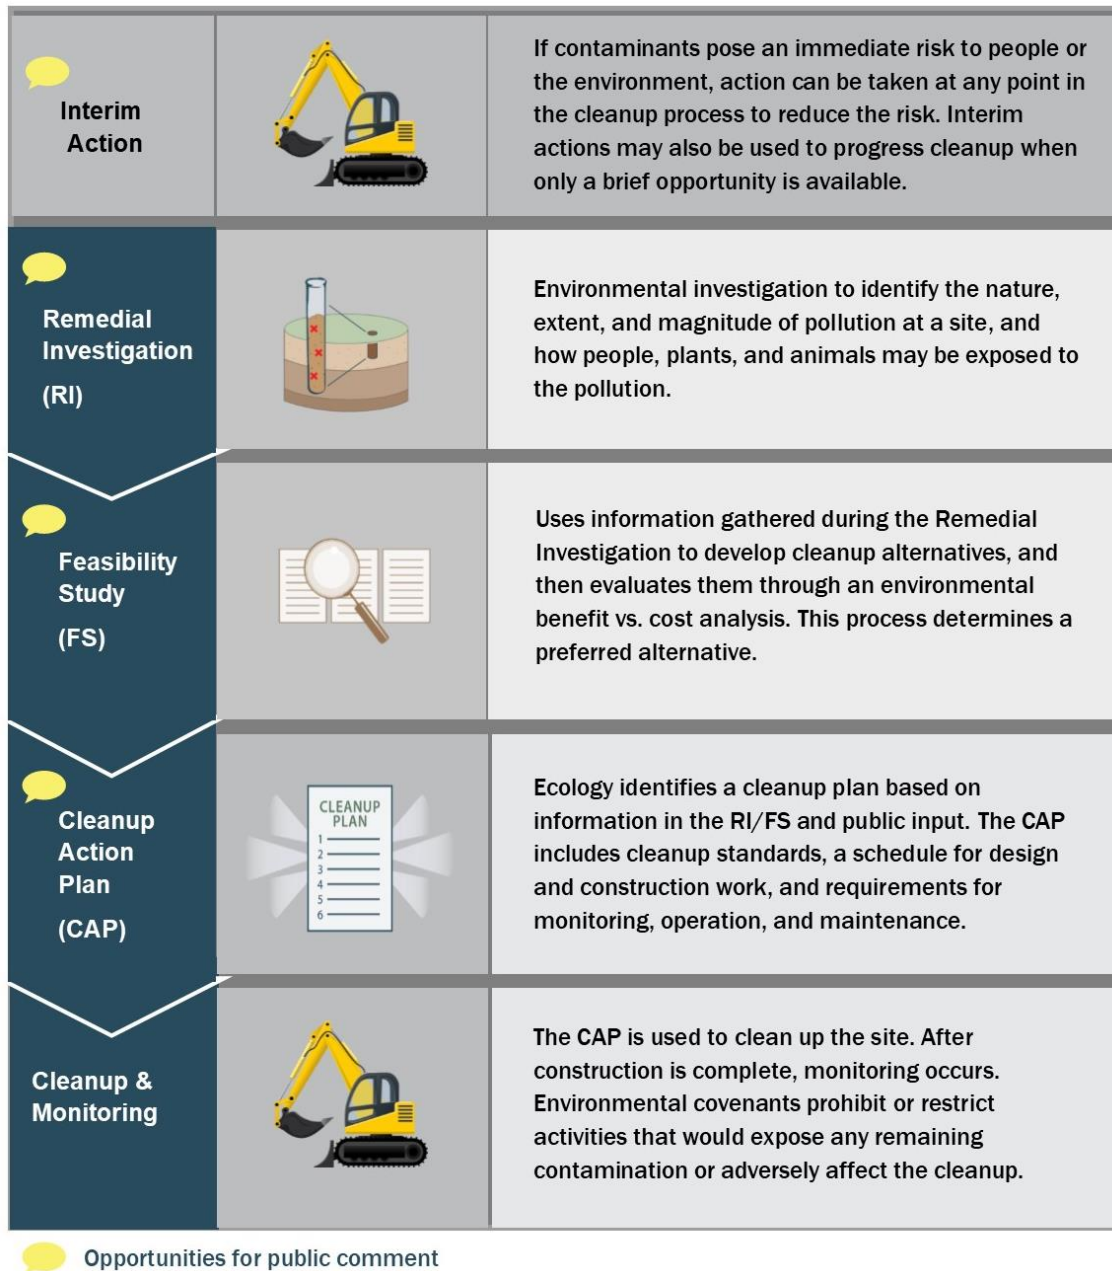 Interim
Action
If contaminants pose an immediate risk to people or
the environment, action can be taken at any point in
the cleanup process to reduce the risk. Interim
actions may also be used to progress cleanup when
only a brief opportunity is available.
Remedial
Investigation
(RI)
Environmental investigation to identify the nature,
extent, and magnitude of pollution at a site, and
how people, plants, and animals may be exposed to
the pollution.
Feasibility
Study
(FS)
Uses information gathered during the Remedial
Investigation to develop cleanup alternatives, and
then evaluates them through an environmental
benefit vs. cost analysis. This process determines a
preferred alternative.
Cleanup
Action
Plan
(CAP)
CLEANUP
PLAN
1
2
3
4
5
6
Ecology identifies a cleanup plan based on
information in the RI/FS and public input. The CAP
includes cleanup standards, a schedule for design
and construction work, and requirements for
monitoring, operation, and maintenance.
Cleanup &
Monitoring
The CAP is used to clean up the site. After
construction is complete, monitoring occurs.
Environmental covenants prohibit or restrict
activities that would expose any remaining
contamination or adversely affect the cleanup.
Opportunities for public comment